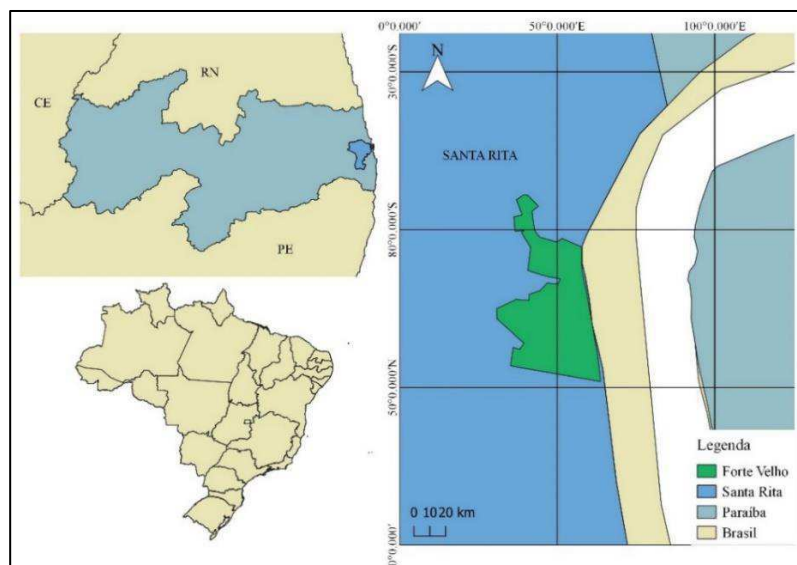 RN
CE
PE
0°0.000'E
50°0.000'E
100°0.000'E
N
SANTA RITA
30°0.000'S
80°0.000'S
50°0.000'N
0°0.000'
0 10 20 km
Legenda
Forte Velho
Santa Rita
Paraíba
Brasil